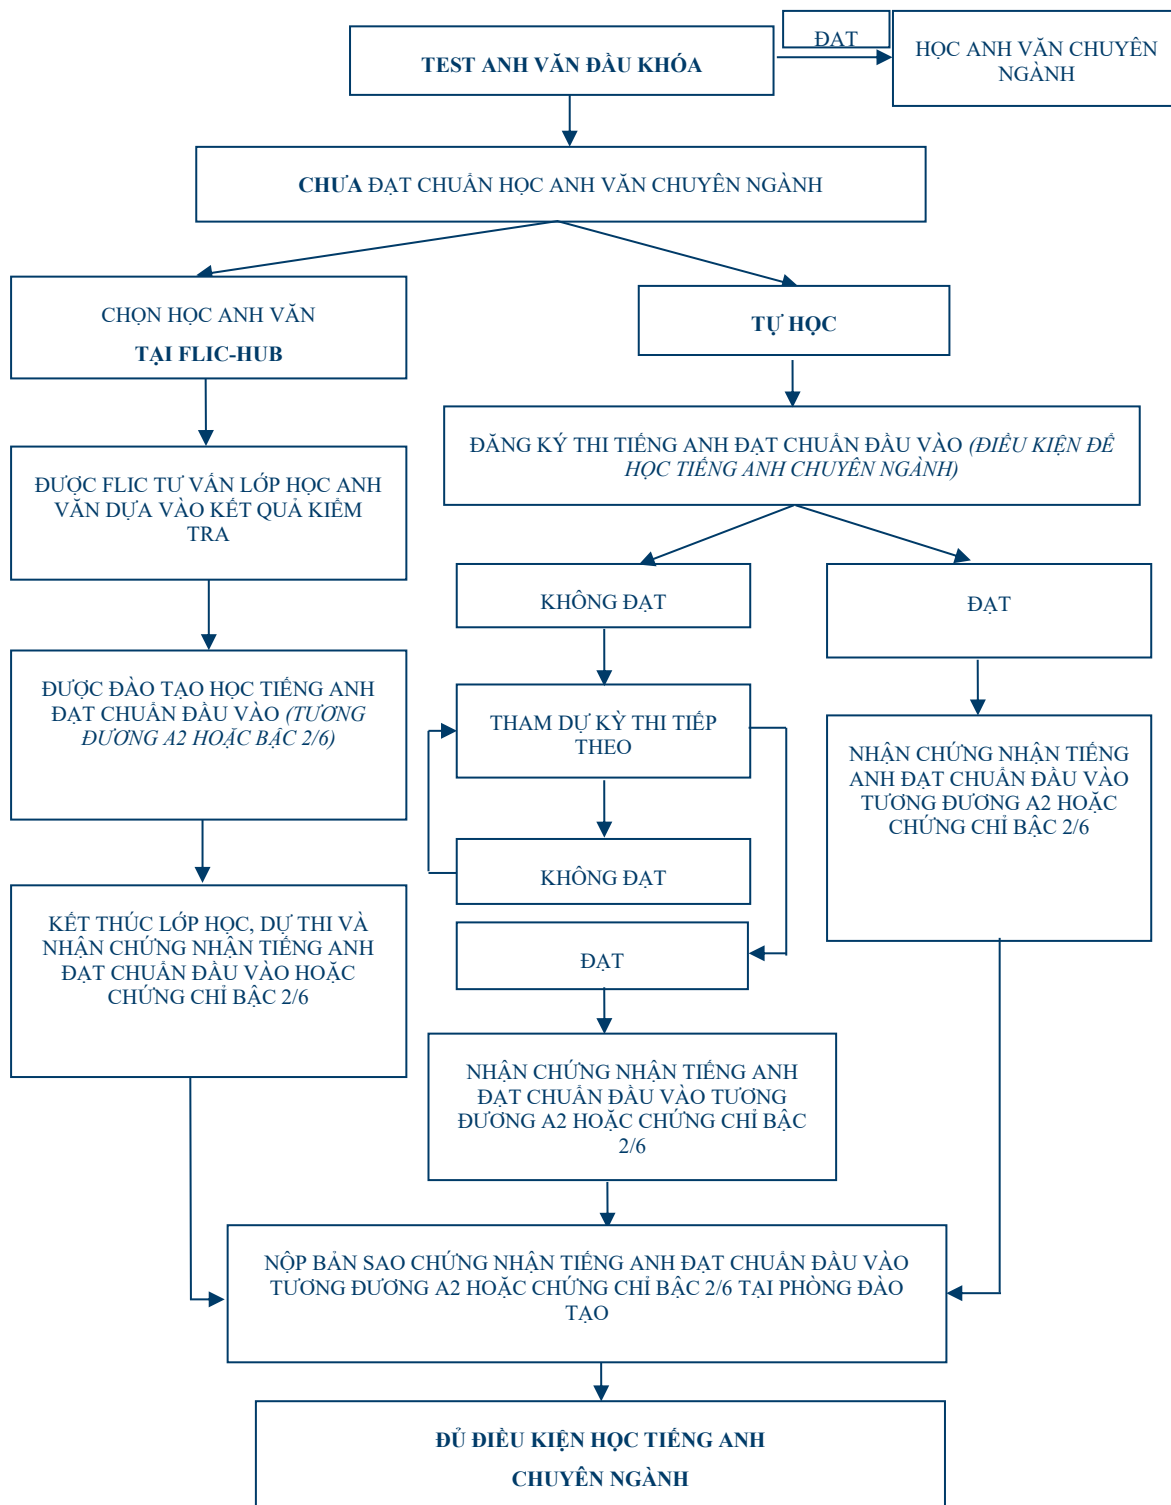 ĐẠT
TEST ANH VĂN ĐẦU KHÓA
HỌC ANH VĂN CHUYÊN
NGÀNH
CHƯA ĐẠT CHUẨN HỌC ANH VĂN CHUYÊN NGÀNH
CHỌN HỌC ANH VĂN
TẠI FLIC-HUB
TỰ HỌC
ĐĂNG KÝ THI TIẾNG ANH ĐẠT CHUẨN ĐẦU VÀO (ĐIỀU KIỆN ĐỂ
HỌC TIẾNG ANH CHUYÊN NGÀNH)
ĐƯỢC FLIC TƯ VẤN LỚP HỌC ANH
VĂN DỰA VÀO KẾT QUẢ KIỂM
TRA
KHÔNG ĐẠT
ĐẠT
ĐƯỢC ĐÀO TẠO HỌC TIẾNG ANH
ĐẠT CHUẨN ĐẦU VÀO (TƯƠNG
ĐƯƠNG A2 HOẶC BẬC 2/6)
THAM DỰ KỲ THI TIẾP
THEO
NHẬN CHỨNG NHẬN TIẾNG
ANH ĐẠT CHUẨN ĐẦU VÀO
TƯƠNG ĐƯƠNG A2 HOẶC
CHỨNG CHỈ BẬC 2/6
KHÔNG ĐẠT
KẾT THÚC LỚP HỌC, DỰ THI VÀ
NHẬN CHỨNG NHẬN TIẾNG ANH
ĐẠT CHUẨN ĐẦU VÀO HOẶC
CHỨNG CHỈ BẬC 2/6
ĐẠT
NHẬN CHỨNG NHẬN TIẾNG ANH
ĐẠT CHUẨN ĐẦU VÀO TƯƠNG
ĐƯƠNG A2 HOẶC CHỨNG CHỈ BẬC
2/6
NỘP BẢN SAO CHỨNG NHẬN TIẾNG ANH ĐẠT CHUẨN ĐẦU VÀO
TƯƠNG ĐƯƠNG A2 HOẶC CHỨNG CHỈ BẬC 2/6 TẠI PHÒNG ĐÀO
TẠO
ĐỦ ĐIỀU KIỆN HỌC TIẾNG ANH
CHUYÊN NGÀNH